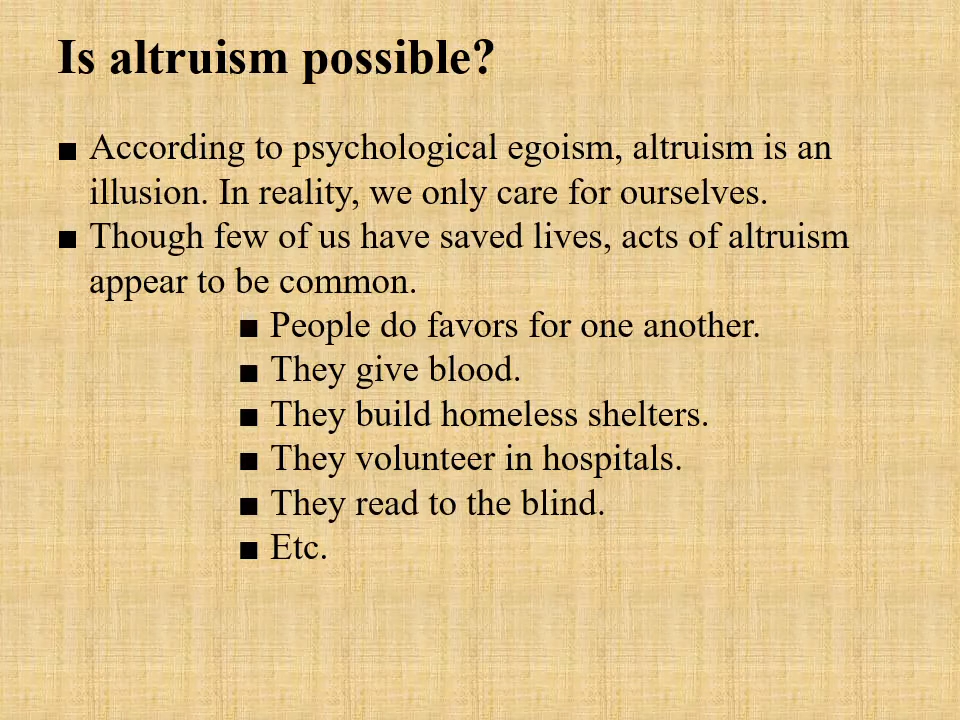 Is altruism possible?
■ According to psychological egoism, altruism is an
illusion. In reality, we only care for ourselves.
■ Though few of us have saved lives, acts of altruism
appear to be common.
■ People do favors for one another.
■ They give blood.
■ They build homeless shelters.
■ They volunteer in hospitals.
■ They read to the blind.
■ Etc.